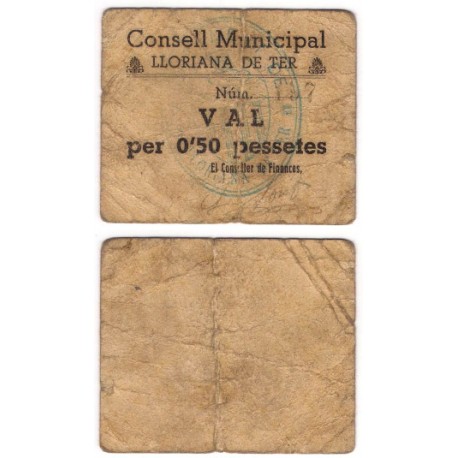 Consell Municipal
LLORIANA DE TER
Núm.
VAL
per 0'50 pessetes
El Conseller de Finances,